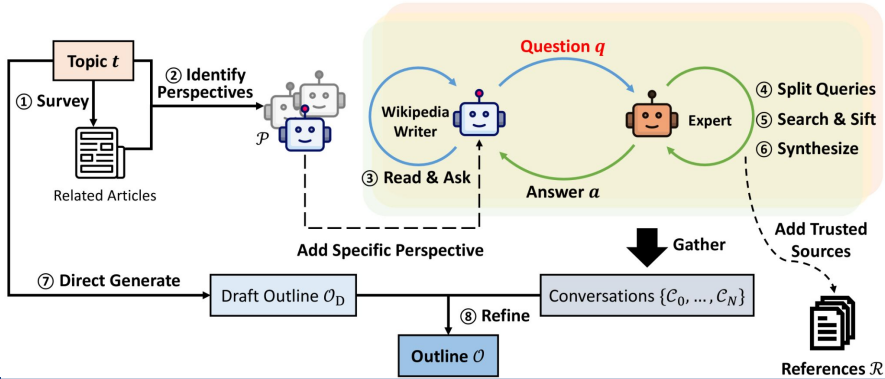 Topic t
① Survey
Related Articles
② Identify
Perspectives
𝒫
Wikipedia
Writer
③ Read & Ask
Question q
Answer a
Expert
④ Split Queries
⑤ Search & Sift
⑥ Synthesize
Add Specific Perspective
Gather
Add Trusted
Sources
⑦ Direct Generate
Draft Outline 𝒪_D
Conversations {𝒞₀, …, 𝒞_N}
⑧ Refine
Outline 𝒪
References ℛ